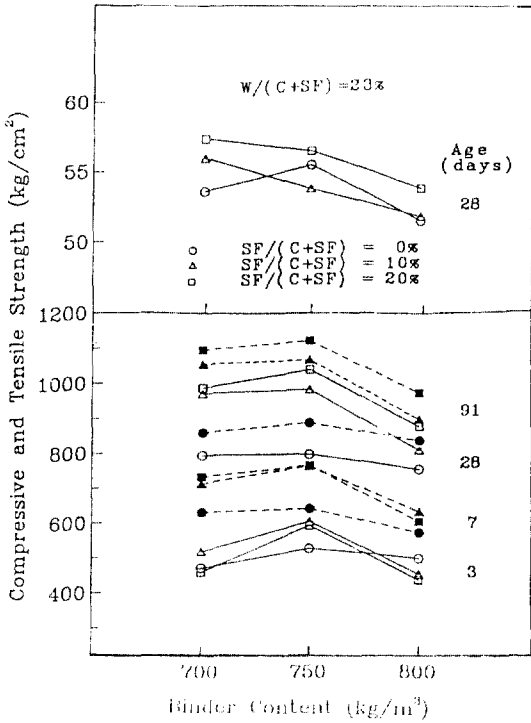 W/(C+SF)=23%
60
55
50
Age
(days)
28
SF/(C+SF) = 0%
SF/(C+SF) = 10%
SF/(C+SF) = 20%
1200
1000
800
600
400
91
28
7
3
700 750 800
Binder Content (kg/m³)
Compressive and Tensile Strength (kg/cm²)